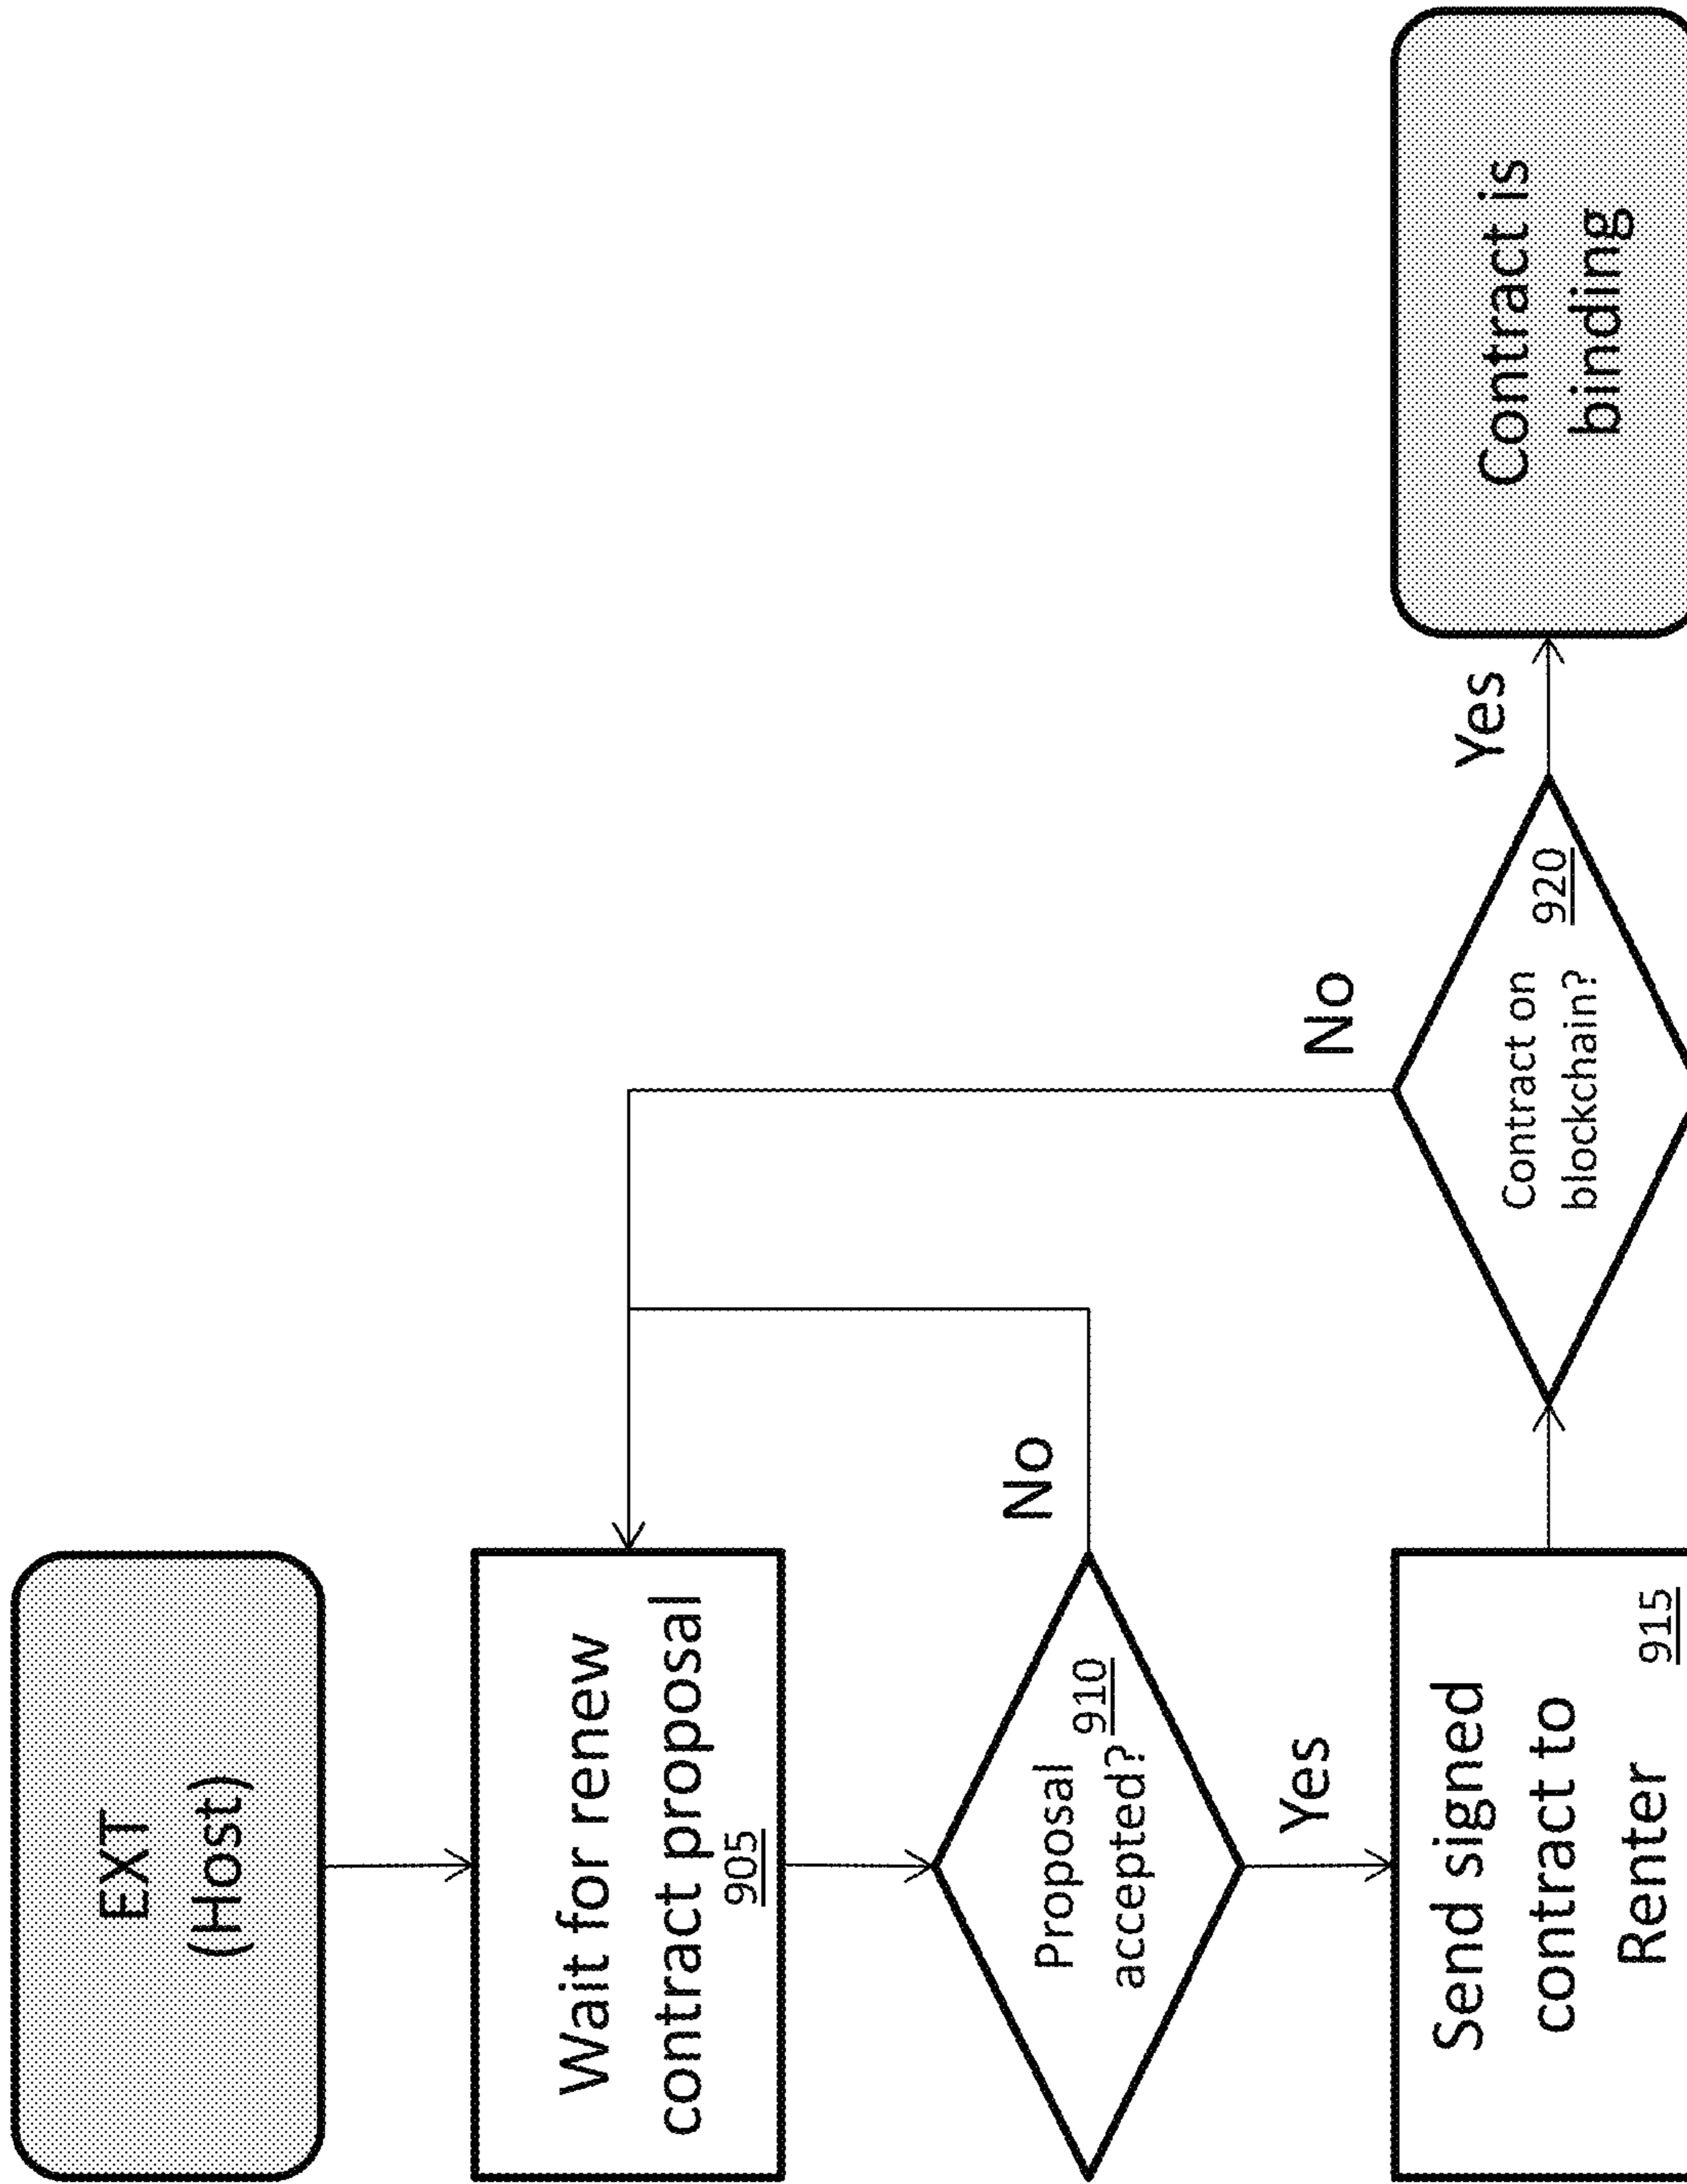 EXT
(Host)
Wait for renew
contract proposal
905
Proposal
accepted?
910
No
Yes
Send signed
contract to
Renter
915
Contract on
blockchain?
920
No
Yes
Contract is
binding